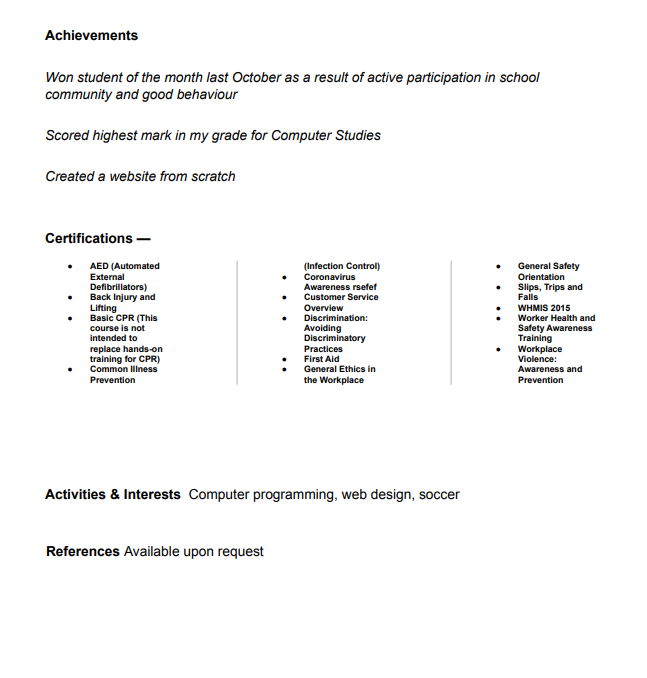 Achievements
Won student of the month last October as a result of active participation in school
community and good behaviour
Scored highest mark in my grade for Computer Studies
Created a website from scratch
Certifications —
● AED (Automated
External
Defibrillators)
● Back Injury and
Lifting
● Basic CPR (This
course is not
intended to
replace hands-on
training for CPR)
● Common Illness
Prevention
(Infection Control)
● Coronavirus
Awareness rsefef
● Customer Service
Overview
● Discrimination:
Avoiding
Discriminatory
Practices
● First Aid
● General Ethics in
the Workplace
● General Safety
Orientation
● Slips, Trips and
Falls
● WHMIS 2015
● Worker Health and
Safety Awareness
Training
● Workplace
Violence:
Awareness and
Prevention
Activities & Interests Computer programming, web design, soccer
References Available upon request